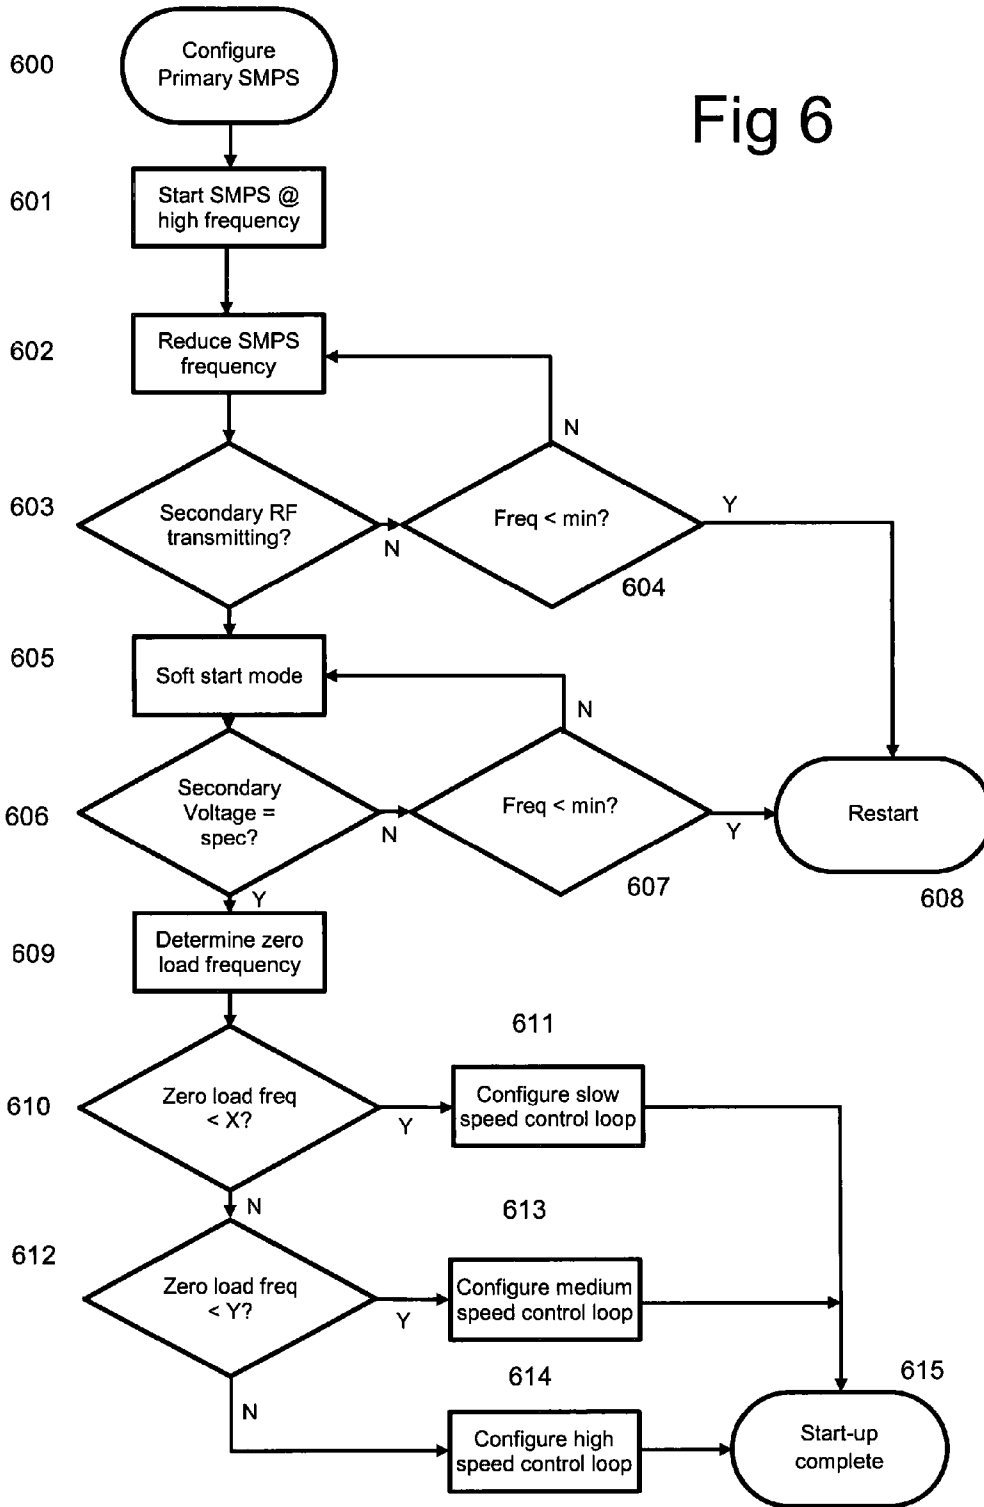 600
Configure
Primary SMPS
Fig 6
601
Start SMPS @
high frequency
602
Reduce SMPS
frequency
N
603
Secondary RF
transmitting?
N
Freq < min?
Y
604
605
Soft start mode
N
606
Secondary
Voltage =
spec?
N
Freq < min?
Y
607
Restart
608
Y
609
Determine zero
load frequency
610
Zero load freq
< X?
Y
611
Configure slow
speed control loop
N
612
Zero load freq
< Y?
Y
613
Configure medium
speed control loop
N
614
Configure high
speed control loop
615
Start-up
complete